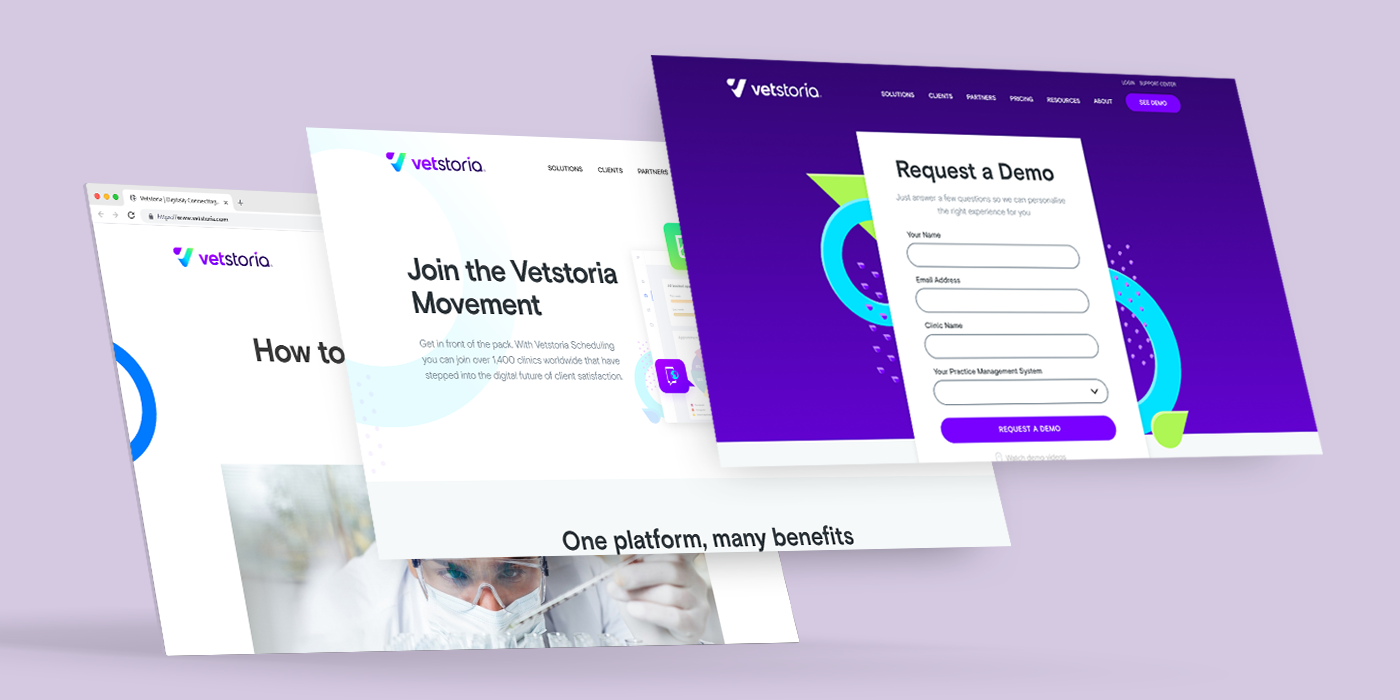 Vetstoria | Digitally Connecting..
https://www.vetstoria.com
vetstoria.
How to
vetstoria.
SOLUTIONS CLIENTS PARTNERS
Join the Vetstoria
Movement
Get in front of the pack. With Vetstoria Scheduling
you can join over 1,400 clinics worldwide that have
stepped into the digital future of client satisfaction.
One platform, many benefits
LOGIN SUPPORT CENTER
vetstoria.
SOLUTIONS CLIENTS PARTNERS PRICING RESOURCES ABOUT SEE DEMO
Request a Demo
Just answer a few questions so we can personalise
the right experience for you
Your Name
Email Address
Clinic Name
Your Practice Management System
REQUEST A DEMO
Watch demo videos